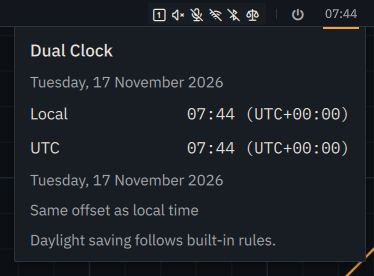 1 07:44
Dual Clock
Tuesday, 17 November 2026
Local 07:44 (UTC+00:00)
UTC 07:44 (UTC+00:00)
Tuesday, 17 November 2026
Same offset as local time
Daylight saving follows built-in rules.